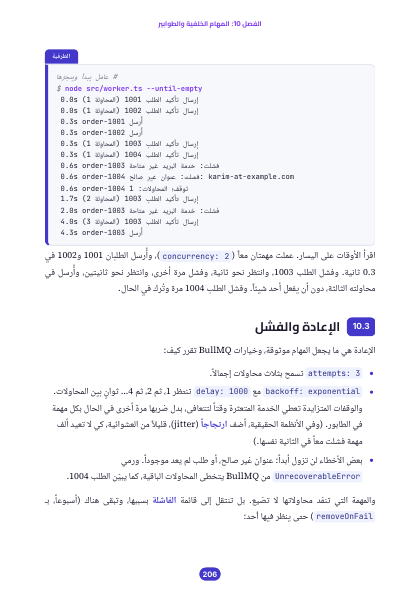 الفصل 10: المهام الخلفية والطوابير
الطرفية
# عامل يبدأ وينجزها
$ node src/worker.ts --until-empty
0.0s إرسال تأكيد الطلب 1001 (المحاولة 1)
0.0s إرسال تأكيد الطلب 1002 (المحاولة 1)
0.3s order-1001 أُرسل
0.3s order-1002 أُرسل
0.3s إرسال تأكيد الطلب 1003 (المحاولة 1)
0.3s إرسال تأكيد الطلب 1004 (المحاولة 1)
0.6s order-1003 فشلت: خدمة البريد غير متاحة
0.6s order-1004 فشلت: عنوان غير صالح: karim-at-example.com
0.6s order-1004 توقف، المحاولات: 1
1.7s إرسال تأكيد الطلب 1003 (المحاولة 2)
2.0s order-1003 فشلت: خدمة البريد غير متاحة
4.0s إرسال تأكيد الطلب 1003 (المحاولة 3)
4.3s order-1003 أُرسل
اقرأ الأوقات على اليسار. عملت مهمتان معاً (concurrency: 2)، وأُرسل الطلبان 1001 و1002 في
0.3 ثانية. وفشل الطلب 1003، وانتظر نحو ثانية، وفشل مرة أخرى، وانتظر نحو ثانيتين، وأُرسل في
محاولته الثالثة، دون أن يفعل أحد شيئاً. وفشل الطلب 1004 مرة وتُرك في الحال.
10.3 الإعادة والفشل
الإعادة هي ما يجعل المهام موثوقة، وخيارات BullMQ تقرر كيف:
• attempts: 3 تسمح بثلاث محاولات إجمالاً.
• backoff: exponential مع delay: 1000 تنتظر 1، ثم 2، ثم 4... ثوانٍ بين المحاولات.
والوقفات المتزايدة تعطي الخدمة المتعثرة وقتاً لتتعافى، بدل ضربها مرة أخرى في الحال بكل مهمة
في الطابور. (وفي الأنظمة الحقيقية، أضف ارتجاجاً (jitter)، قليلاً من العشوائية، كي لا تعيد ألف
مهمة فشلت معاً في الثانية نفسها.)
• بعض الأخطاء لن تزول أبداً: عنوان غير صالح، أو طلب لم يعد موجوداً. ورمي
UnrecoverableError من BullMQ يتخطى المحاولات الباقية، كما يبيّن الطلب 1004.
والمهمة التي تنفد محاولاتها لا تضيع. بل تنتقل إلى قائمة الفاشلة بسببها، وتبقى هناك (أسبوعاً، بـ
removeOnFail) حتى ينظر فيها أحد:
206